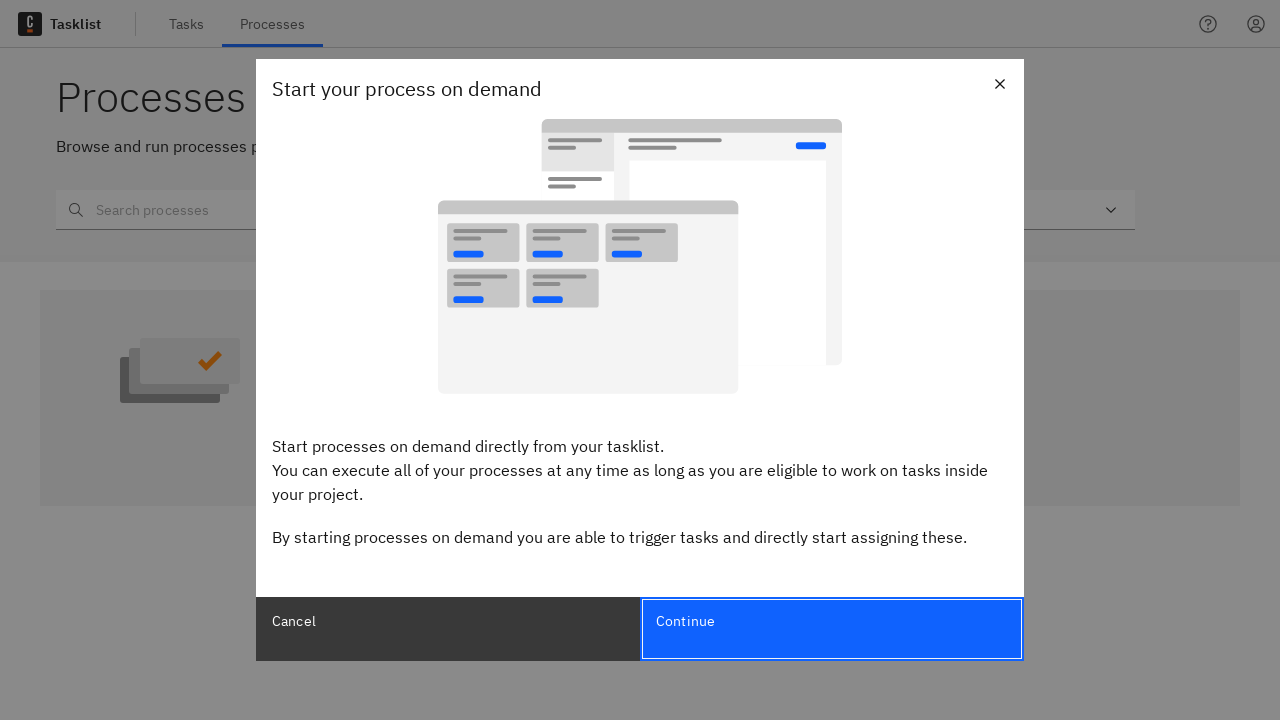 Tasklist
Tasks
Processes
Processes
Browse and run processes p
Search processes
Start your process on demand
Start processes on demand directly from your tasklist.
You can execute all of your processes at any time as long as you are eligible to work on tasks inside
your project.
By starting processes on demand you are able to trigger tasks and directly start assigning these.
Cancel
Continue